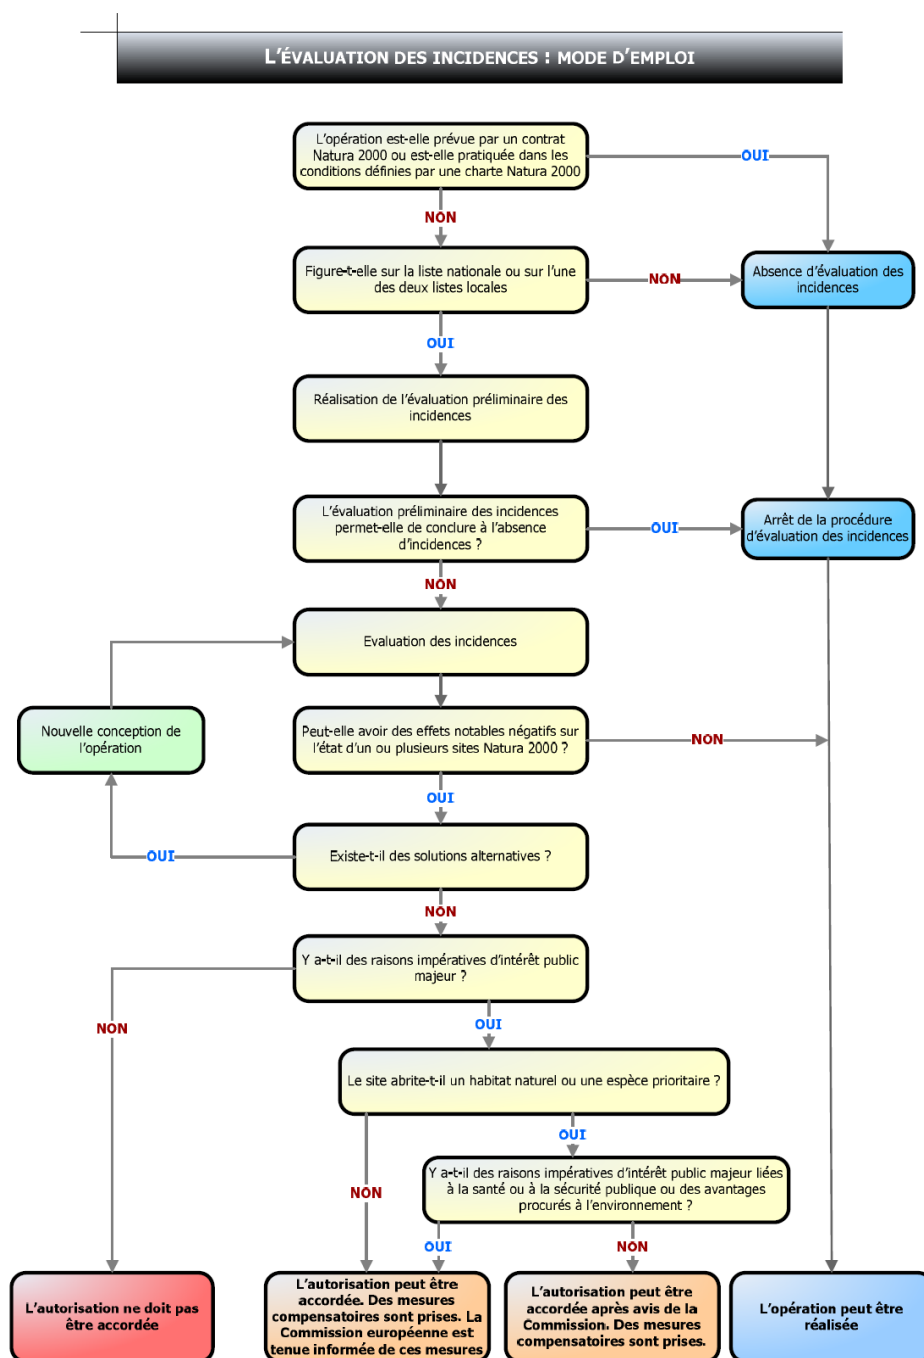 L'ÉVALUATION DES INCIDENCES : MODE D'EMPLOI
L'opération est-elle prévue par un contrat
Natura 2000 ou est-elle pratiquée dans les
conditions définies par une charte Natura 2000
OUI
NON
Figure-t-elle sur la liste nationale ou sur l'une
des deux listes locales
NON
Absence d'évaluation des
incidences
OUI
Réalisation de l'évaluation préliminaire des
incidences
L'évaluation préliminaire des incidences
permet-elle de conclure à l'absence
d'incidences ?
OUI
Arrêt de la procédure
d'évaluation des incidences
NON
Evaluation des incidences
Nouvelle conception de
l'opération
Peut-elle avoir des effets notables négatifs sur
l'état d'un ou plusieurs sites Natura 2000 ?
NON
OUI
OUI
Existe-t-il des solutions alternatives ?
NON
Y a-t-il des raisons impératives d'intérêt public
majeur ?
NON
OUI
Le site abrite-t-il un habitat naturel ou une espèce prioritaire ?
OUI
NON
Y a-t-il des raisons impératives d'intérêt public majeur liées
à la santé ou à la sécurité publique ou des avantages
procurés à l'environnement ?
OUI
NON
L'autorisation ne doit pas
être accordée
L'autorisation peut être
accordée. Des mesures
compensatoires sont prises. La
Commission européenne est
tenue informée de ces mesures
L'autorisation peut être
accordée après avis de la
Commission. Des mesures
compensatoires sont prises.
L'opération peut être
réalisée